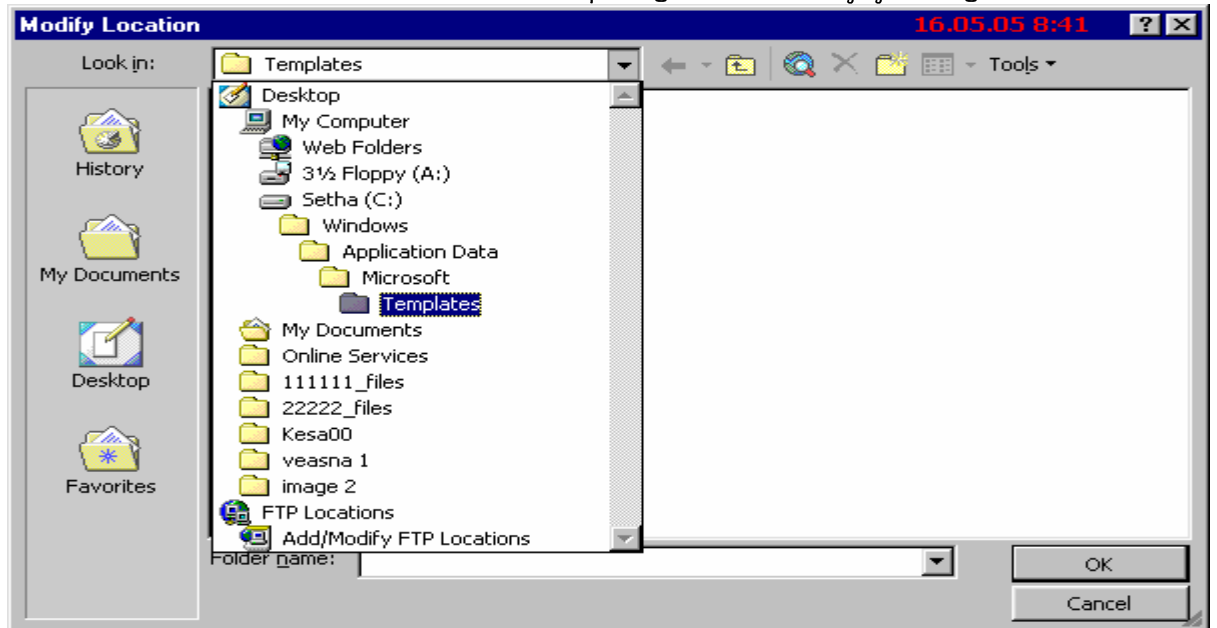 Modify Location 16.05.05 8:41
Look in: Templates Tools
Desktop
My Computer
Web Folders
3½ Floppy (A:)
Setha (C:)
Windows
Application Data
Microsoft
Templates
My Documents
Online Services
111111_files
22222_files
Kesa00
veasna 1
image 2
FTP Locations
Add/Modify FTP Locations
History
My Documents
Desktop
Favorites
Folder name:
OK
Cancel